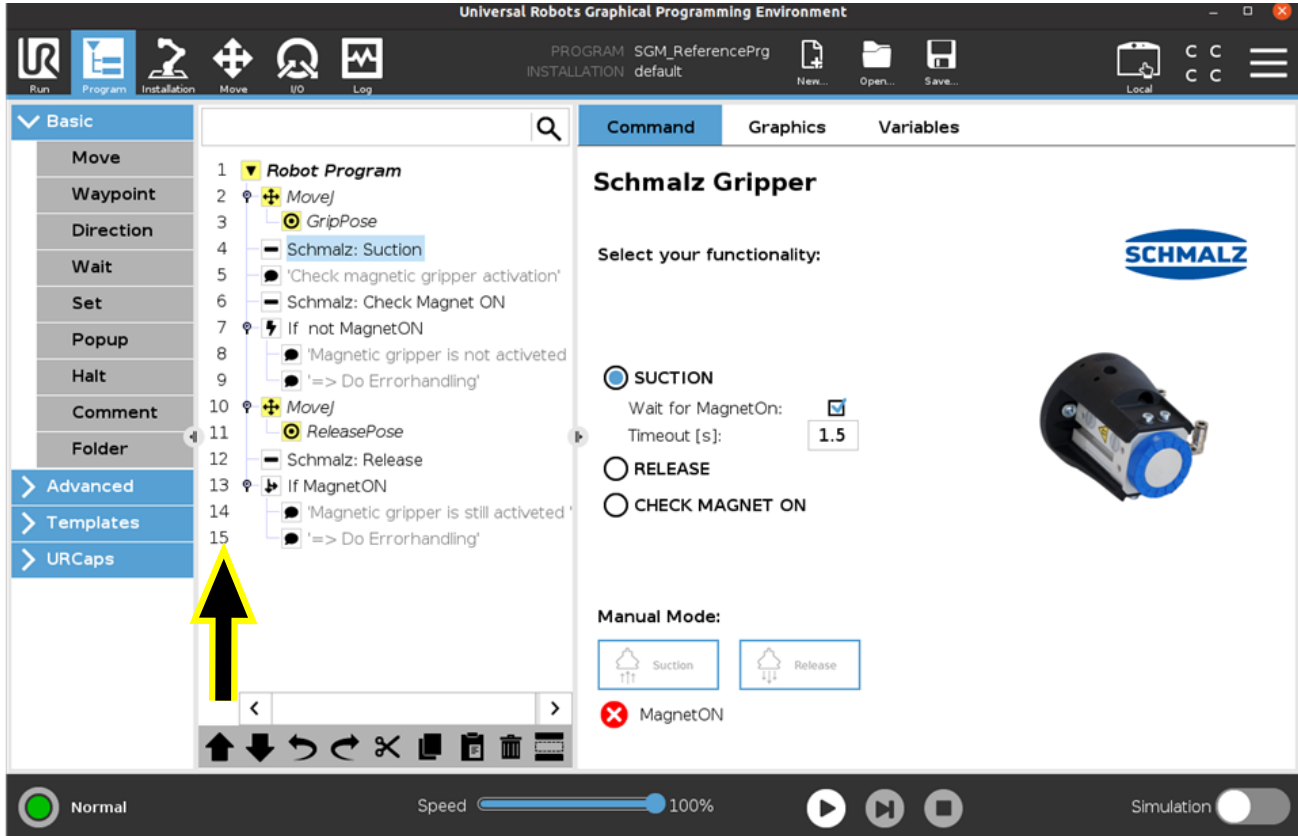 Universal Robots Graphical Programming Environment
UR
Run
Program
Installation
Move
I/O
Log
PROGRAM SGM_ReferencePrg
INSTALLATION default
New...
Open...
Save...
Local
C C
C C
Basic
Move
Waypoint
Direction
Wait
Set
Popup
Halt
Comment
Folder
Advanced
Templates
URCaps
1 Robot Program
2 MoveJ
3 GripPose
4 Schmalz: Suction
5 'Check magnetic gripper activation'
6 Schmalz: Check Magnet ON
7 If not MagnetON
8 'Magnetic gripper is not activeted
9 '=> Do Errorhandling'
10 MoveJ
11 ReleasePose
12 Schmalz: Release
13 If MagnetON
14 'Magnetic gripper is still activeted '
15 '=> Do Errorhandling'
Command Graphics Variables
Schmalz Gripper
Select your functionality:
SCHMALZ
SUCTION
Wait for MagnetOn:
Timeout [s]: 1.5
RELEASE
CHECK MAGNET ON
Manual Mode:
Suction
Release
MagnetON
Normal
Speed 100%
Simulation